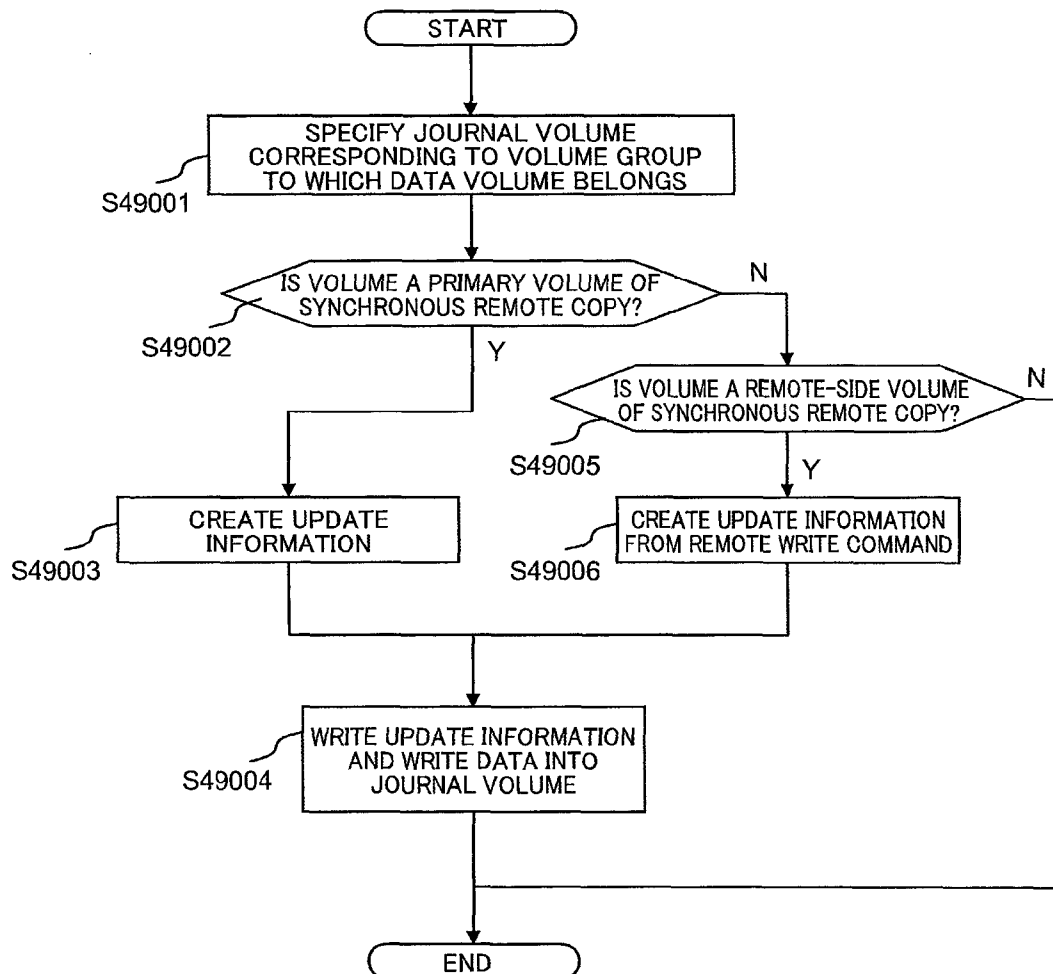 START
SPECIFY JOURNAL VOLUME
CORRESPONDING TO VOLUME GROUP
TO WHICH DATA VOLUME BELONGS
S49001
IS VOLUME A PRIMARY VOLUME OF
SYNCHRONOUS REMOTE COPY?
N
S49002
Y
IS VOLUME A REMOTE-SIDE VOLUME
OF SYNCHRONOUS REMOTE COPY?
N
S49005
Y
CREATE UPDATE
INFORMATION
S49003
CREATE UPDATE INFORMATION
FROM REMOTE WRITE COMMAND
S49006
WRITE UPDATE INFORMATION
AND WRITE DATA INTO
JOURNAL VOLUME
S49004
END